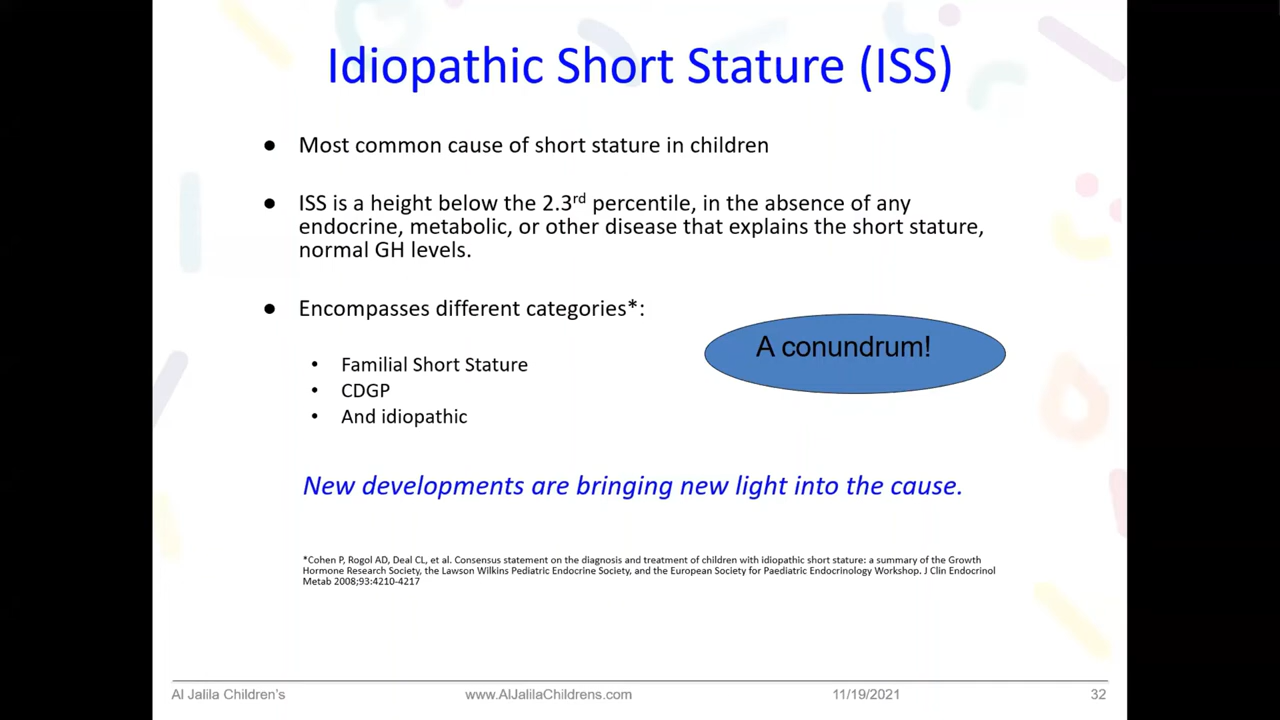 Idiopathic Short Stature (ISS)
● Most common cause of short stature in children
● ISS is a height below the 2.3rd percentile, in the absence of any
endocrine, metabolic, or other disease that explains the short stature,
normal GH levels.
● Encompasses different categories*:
A conundrum!
• Familial Short Stature
• CDGP
• And idiopathic
New developments are bringing new light into the cause.
*Cohen P, Rogol AD, Deal CL, et al. Consensus statement on the diagnosis and treatment of children with idiopathic short stature: a summary of the Growth
Hormone Research Society, the Lawson Wilkins Pediatric Endocrine Society, and the European Society for Paediatric Endocrinology Workshop. J Clin Endocrinol
Metab 2008;93:4210-4217
Al Jalila Children's www.AlJalilaChildrens.com 11/19/2021 32